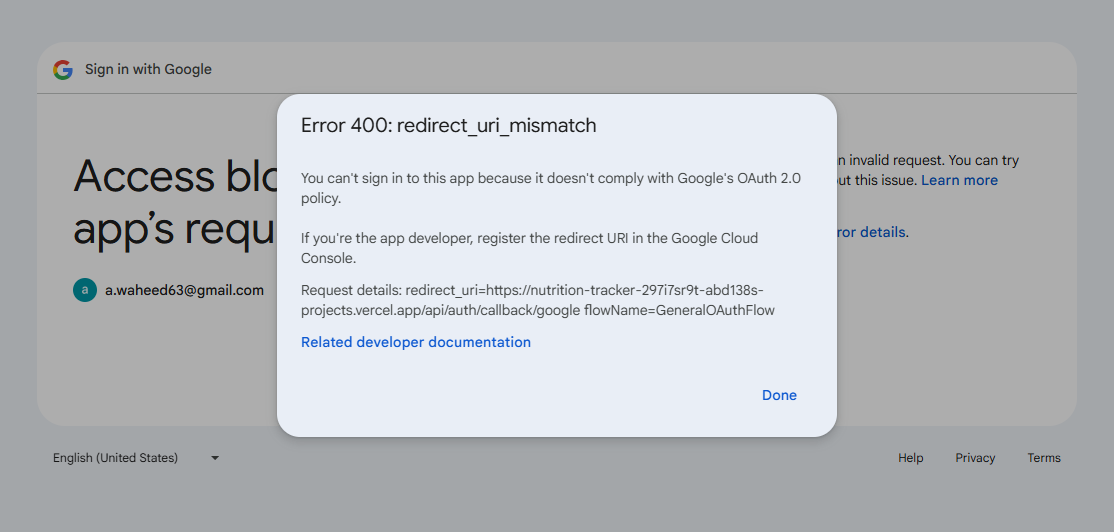 Sign in with Google
Access blo
app's requ
a
a.waheed63@gmail.com
n invalid request. You can try
out this issue. Learn more
ror details.
Error 400: redirect_uri_mismatch
You can't sign in to this app because it doesn't comply with Google's OAuth 2.0
policy.
If you're the app developer, register the redirect URI in the Google Cloud
Console.
Request details: redirect_uri=https://nutrition-tracker-297i7sr9t-abd138s-
projects.vercel.app/api/auth/callback/google flowName=GeneralOAuthFlow
Related developer documentation
Done
English (United States)
Help Privacy Terms